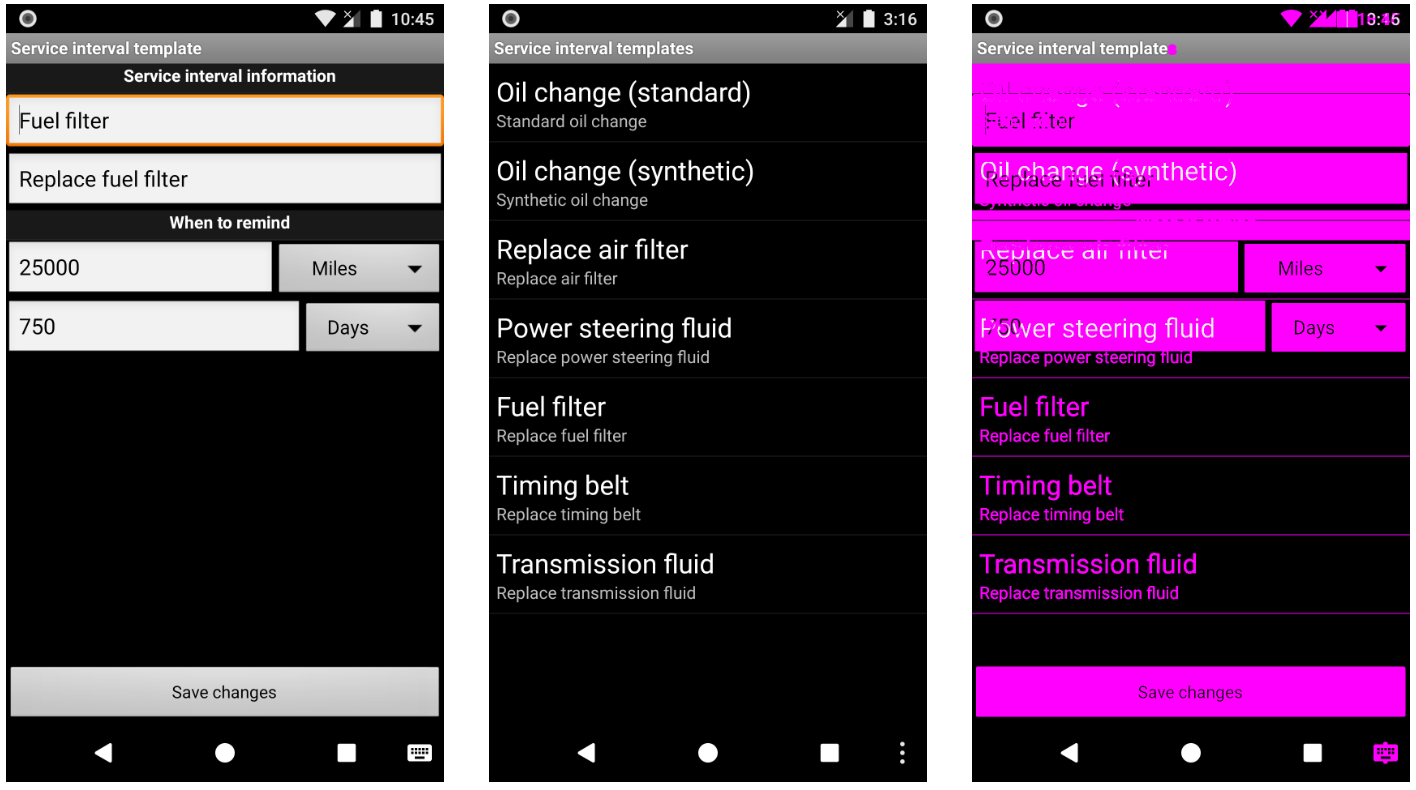 10:45
Service interval template
Service interval information
Fuel filter
Replace fuel filter
When to remind
25000 Miles
750 Days
Save changes
3:16
Service interval templates
Oil change (standard)
Standard oil change
Oil change (synthetic)
Synthetic oil change
Replace air filter
Replace air filter
Power steering fluid
Replace power steering fluid
Fuel filter
Replace fuel filter
Timing belt
Replace timing belt
Transmission fluid
Replace transmission fluid
Service interval template
Fuel filter
Oil change (synthetic)
Replace fuel filter
Synthetic oil change
Replace air filter
25000 Miles
Power steering fluid
750 Days
Replace power steering fluid
Fuel filter
Replace fuel filter
Timing belt
Replace timing belt
Transmission fluid
Replace transmission fluid
Save changes